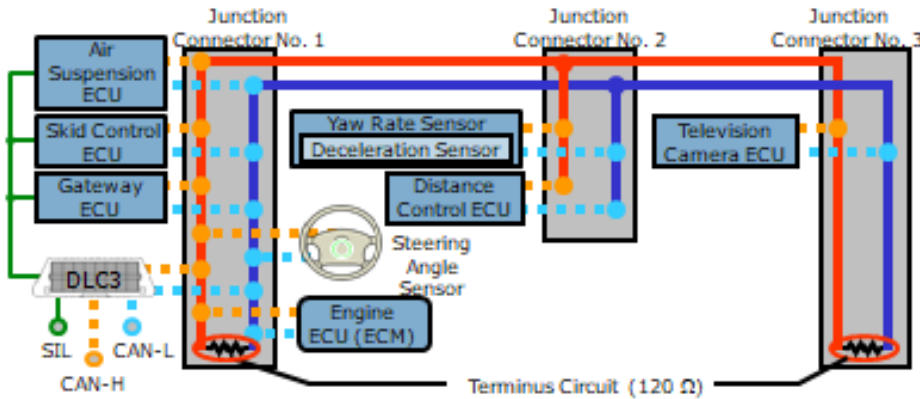 Junction
Connector No. 1
Junction
Connector No. 2
Junction
Connector No. 3
Air
Suspension
ECU
Skid Control
ECU
Yaw Rate Sensor
Deceleration Sensor
Television
Camera ECU
Gateway
ECU
Distance
Control ECU
Steering
Angle
Sensor
DLC3
Engine
ECU (ECM)
SIL
CAN-L
CAN-H
Terminus Circuit (120 Ω)